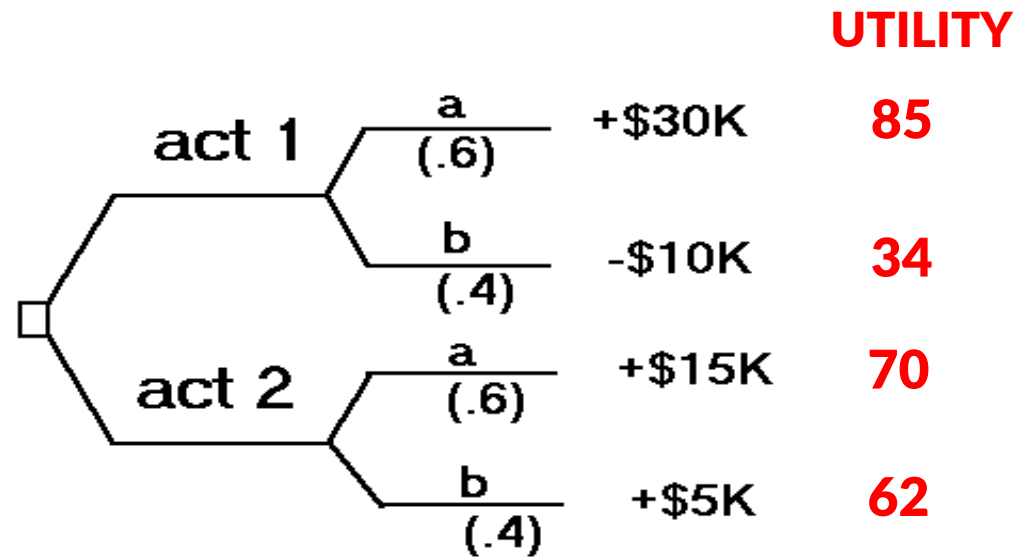 UTILITY
act 1
a
(.6)
+$30K
85
b
(.4)
-$10K
34
act 2
a
(.6)
+$15K
70
b
(.4)
+$5K
62